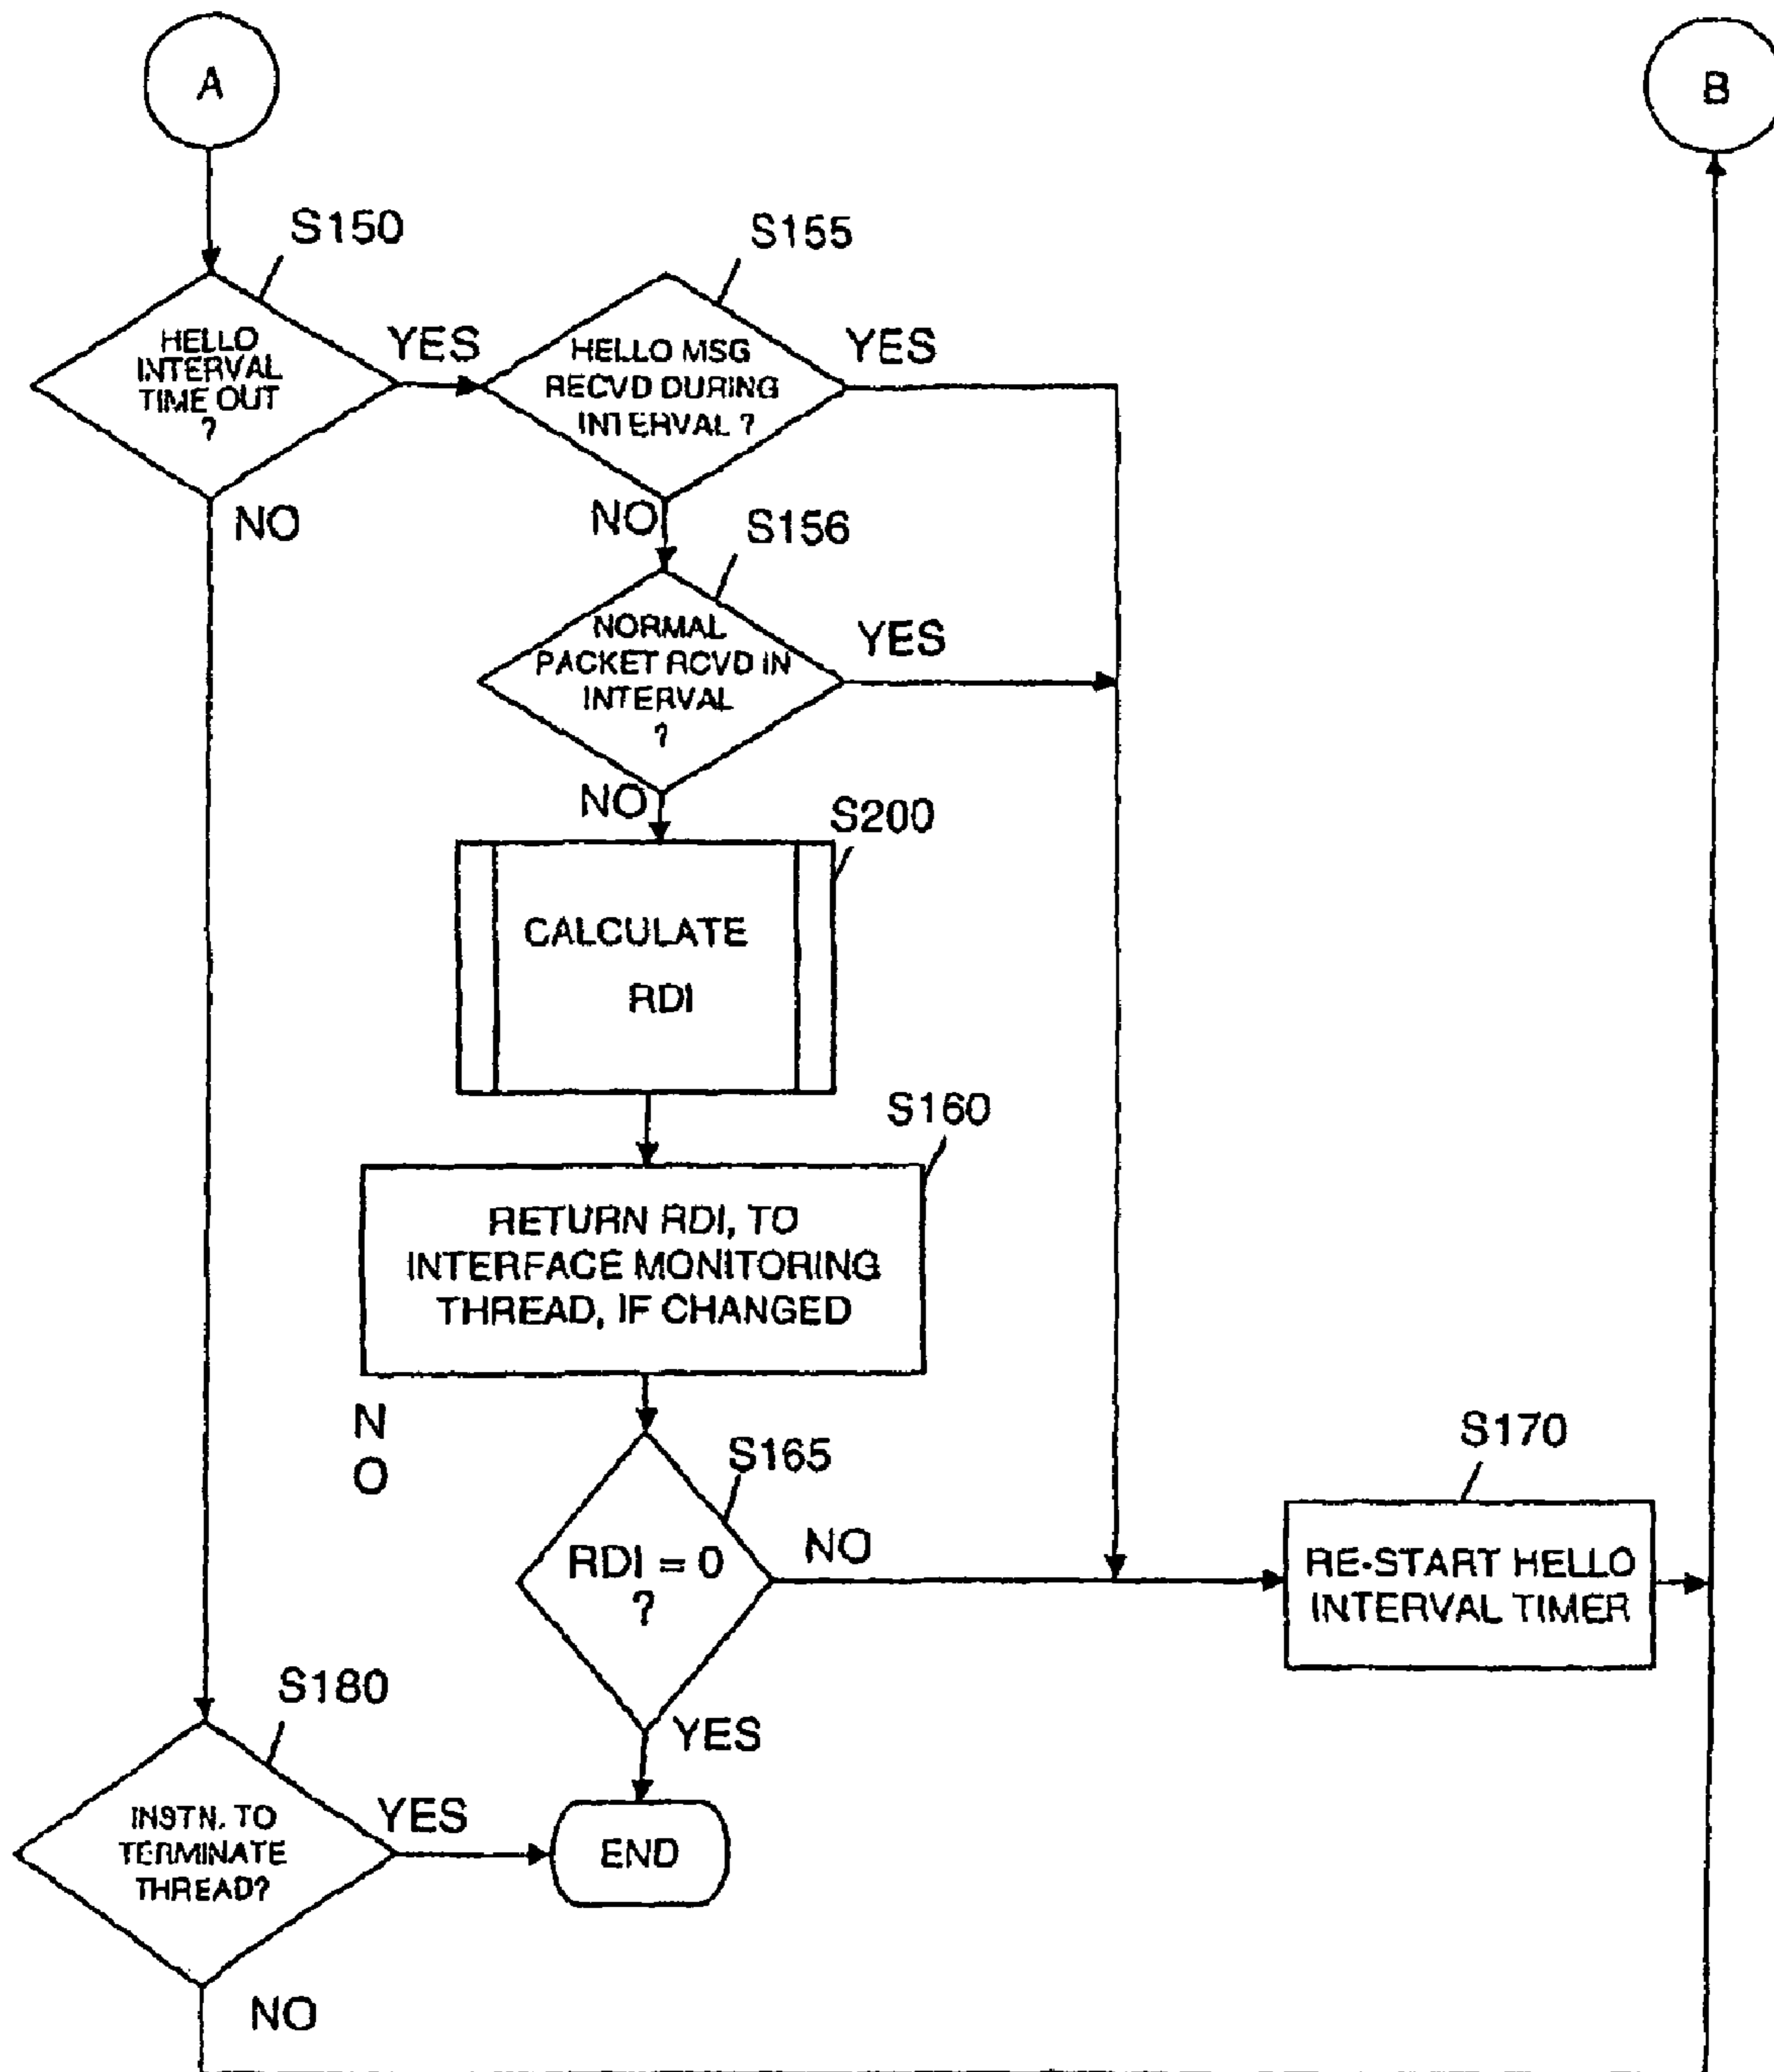 A
B
S150
S155
HELLO
INTERVAL
TIME OUT
?
YES
HELLO MSG
RECVD DURING
INTERVAL ?
YES
NO
NO
S156
NORMAL
PACKET RCVD IN
INTERVAL
?
YES
NO
S200
CALCULATE
RDI
S160
RETURN RDI, TO
INTERFACE MONITORING
THREAD, IF CHANGED
N
O
S165
RDI = 0
?
NO
S170
RE-START HELLO
INTERVAL TIMER
YES
S180
INSTN. TO
TERMINATE
THREAD?
YES
END
NO